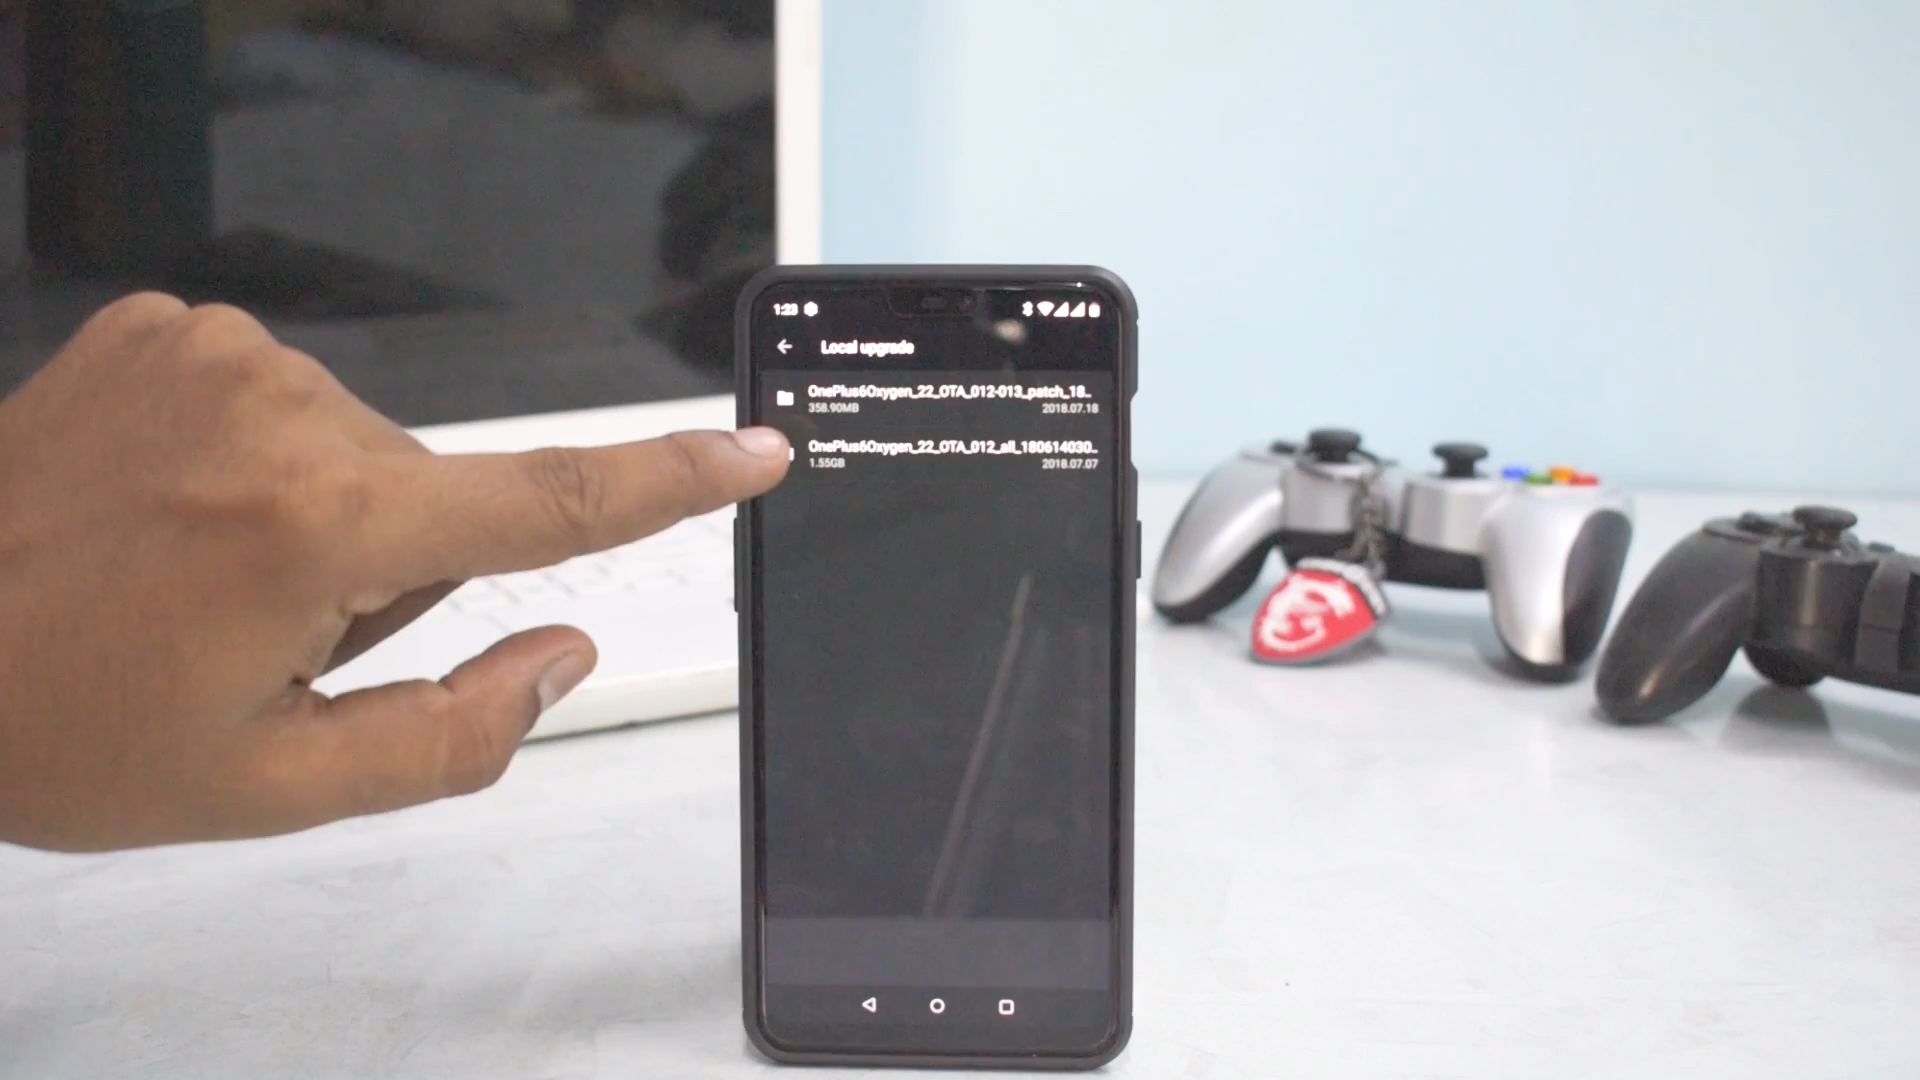 1:23
Local upgrade
OnePlus6Oxygen_22_OTA_012-013_patch_18..
358.90MB 2018.07.18
OnePlus6Oxygen_22_OTA_012_all_180614030..
1.55GB 2018.07.07